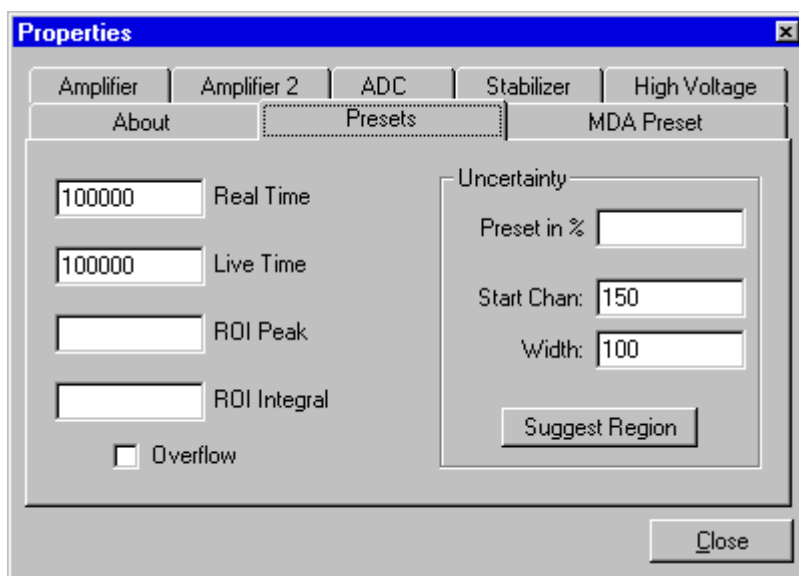 Properties
Amplifier Amplifier 2 ADC Stabilizer High Voltage
About Presets MDA Preset
100000 Real Time
100000 Live Time
ROI Peak
ROI Integral
Overflow
Uncertainty
Preset in %
Start Chan: 150
Width: 100
Suggest Region
Close